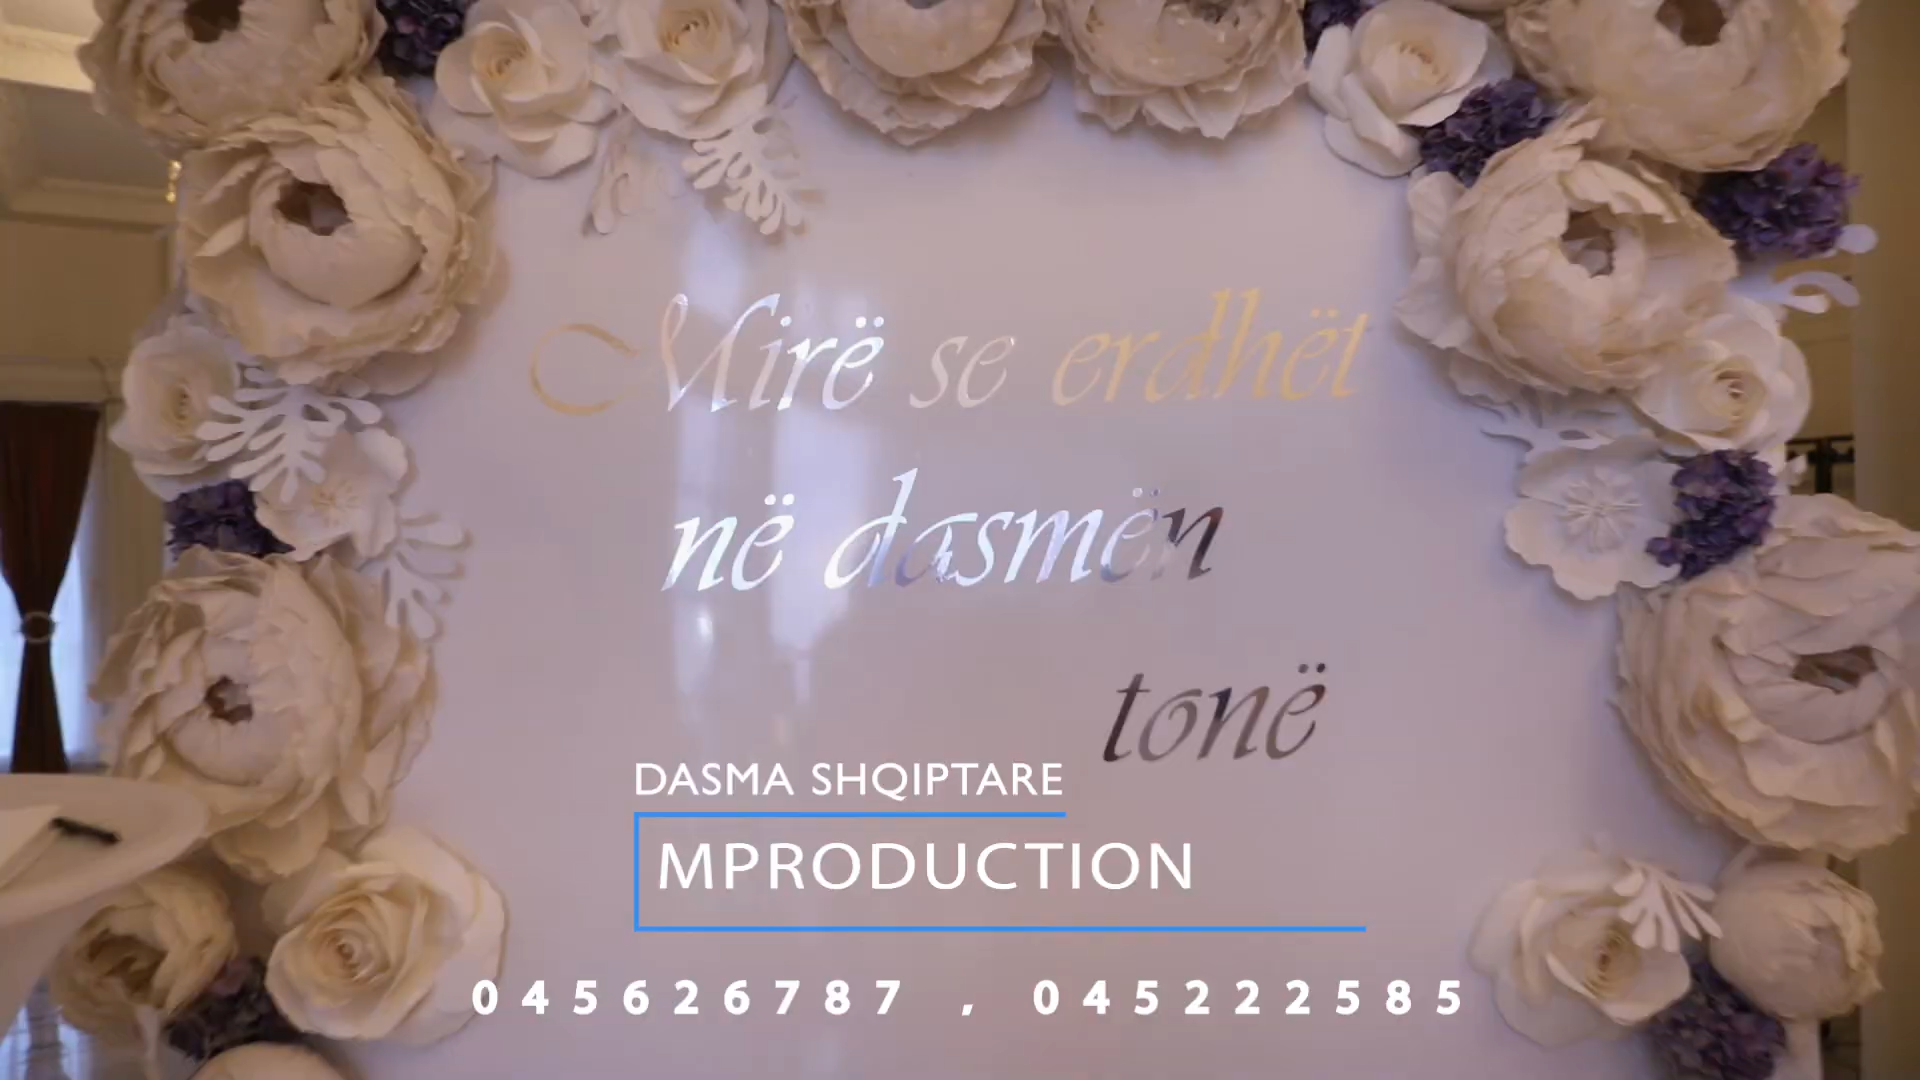 Mirë se erdhët
në dasmën
tonë
DASMA SHQIPTARE
MPRODUCTION
045626787 , 045222585